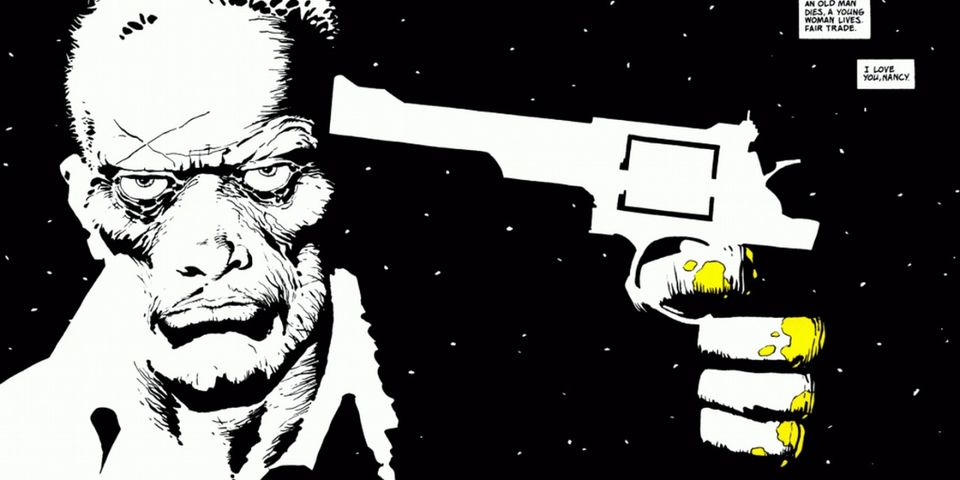 AN OLD MAN
DIES, A YOUNG
WOMAN LIVES.
FAIR TRADE.
I LOVE
YOU, NANCY.